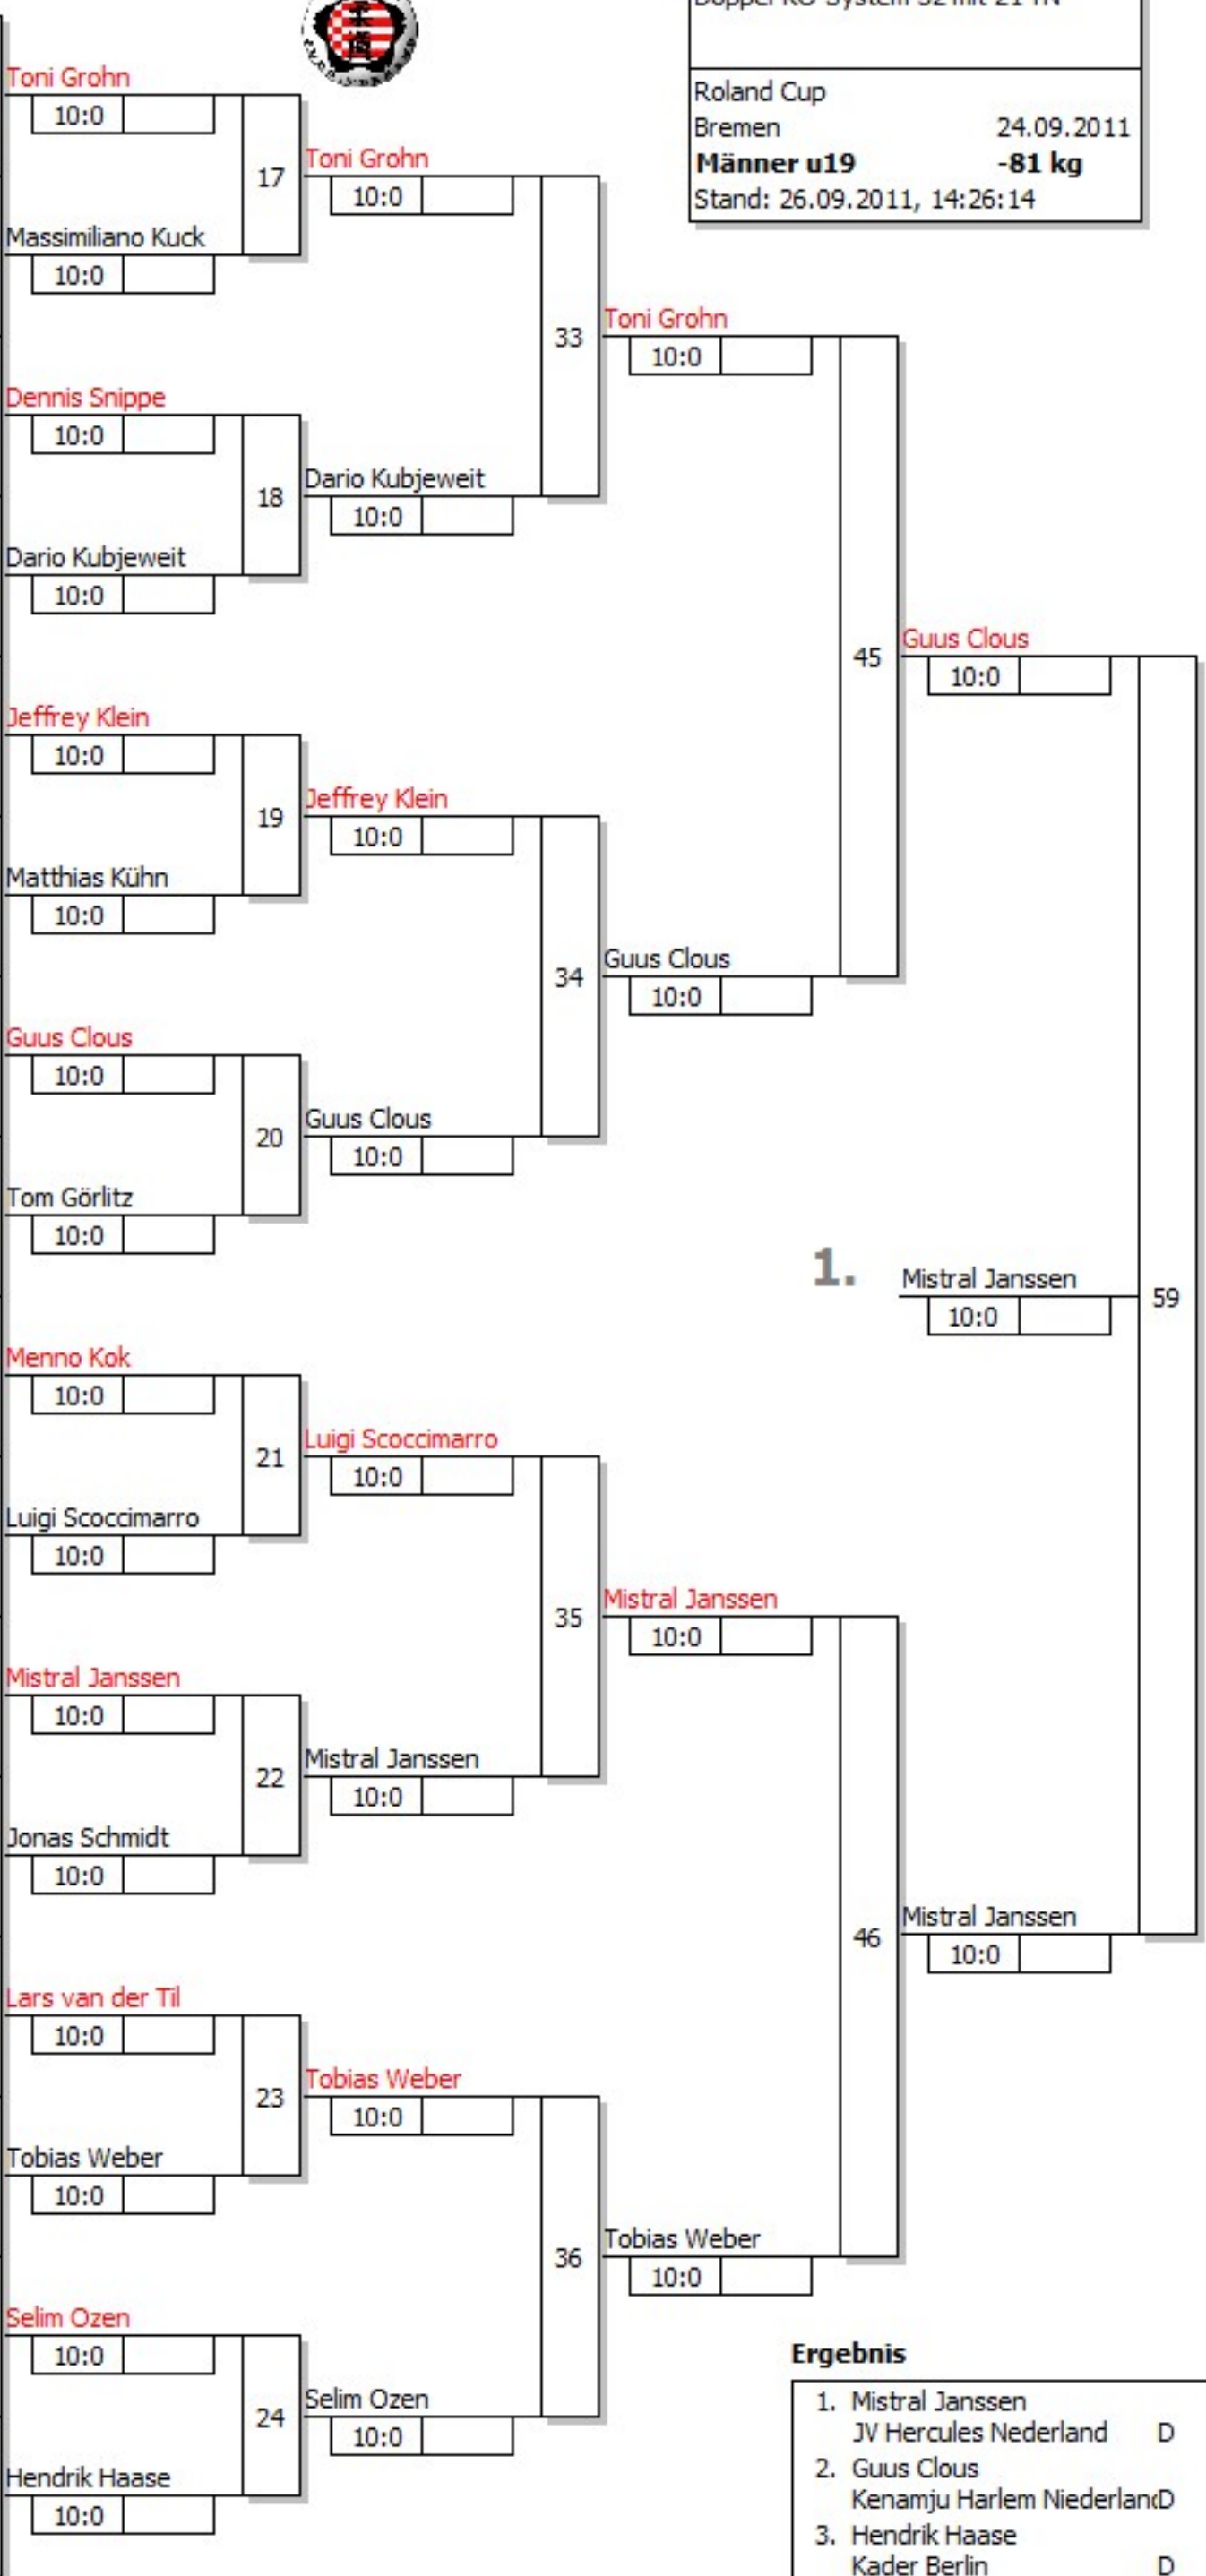 Doppel-KO-System 32 mit 21 TN
Roland Cup
Bremen 24.09.2011
Männer u19 -81 kg
Stand: 26.09.2011, 14:26:14
Toni Grohn
10:0
17
Massimiliano Kuck
10:0
Toni Grohn
10:0
33
Dennis Snippe
10:0
18
Dario Kubjeweit
10:0
Dario Kubjeweit
10:0
Toni Grohn
10:0
45
Jeffrey Klein
10:0
19
Matthias Kühn
10:0
Jeffrey Klein
10:0
34
Guus Clous
10:0
20
Tom Görlitz
10:0
Guus Clous
10:0
Guus Clous
10:0
Guus Clous
10:0
1.
Mistral Janssen
10:0
59
Menno Kok
10:0
21
Luigi Scoccimarro
10:0
Luigi Scoccimarro
10:0
35
Mistral Janssen
10:0
22
Jonas Schmidt
10:0
Mistral Janssen
10:0
Mistral Janssen
10:0
46
Mistral Janssen
10:0
Lars van der Til
10:0
23
Tobias Weber
10:0
Tobias Weber
10:0
36
Selim Ozen
10:0
24
Hendrik Haase
10:0
Selim Ozen
10:0
Tobias Weber
10:0
Ergebnis
1. Mistral Janssen
JV Hercules Nederland D
2. Guus Clous
Kenamju Harlem Niederland D
3. Hendrik Haase
Kader Berlin D